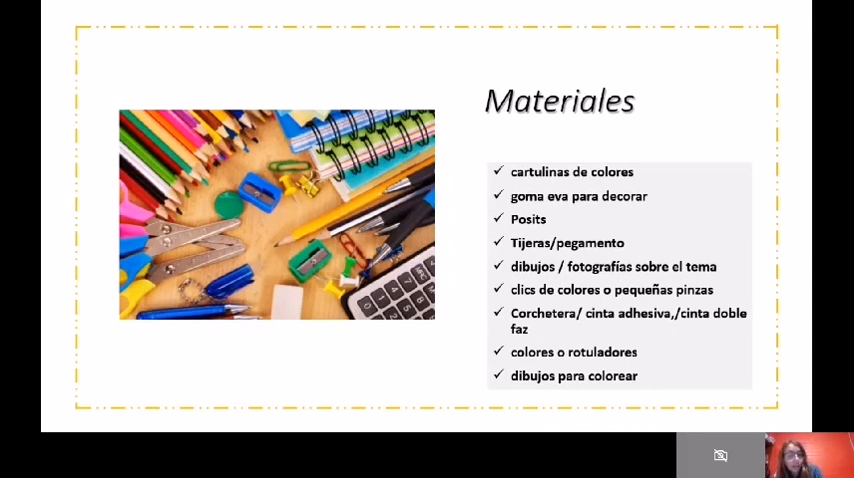 Materiales
✓ cartulinas de colores
✓ goma eva para decorar
✓ Posits
✓ Tijeras/pegamento
✓ dibujos / fotografías sobre el tema
✓ clics de colores o pequeñas pinzas
✓ Corchetera/ cinta adhesiva,/cinta doble
faz
✓ colores o rotuladores
✓ dibujos para colorear